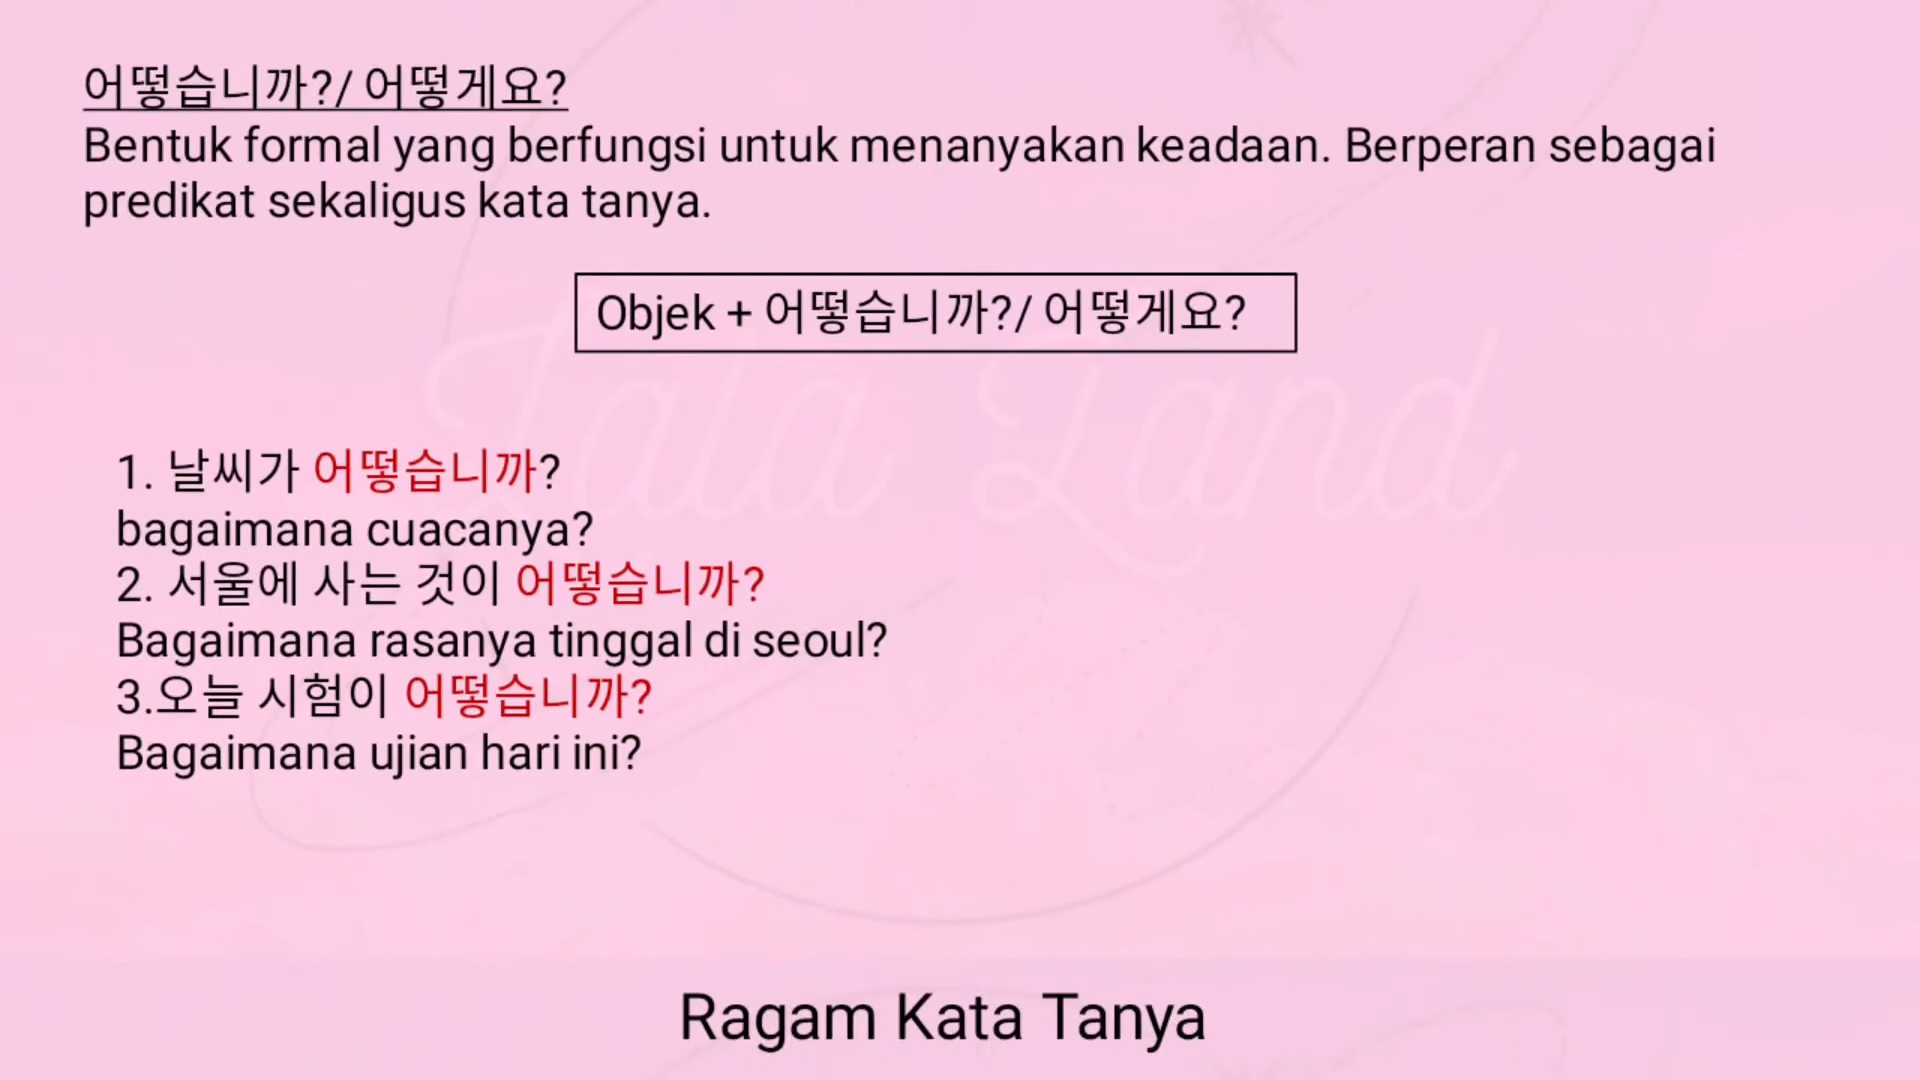 어떻습니까?/ 어떻게요?
Bentuk formal yang berfungsi untuk menanyakan keadaan. Berperan sebagai
predikat sekaligus kata tanya.
Objek + 어떻습니까?/ 어떻게요?
Lala Land
1. 날씨가 어떻습니까?
bagaimana cuacanya?
2. 서울에 사는 것이 어떻습니까?
Bagaimana rasanya tinggal di seoul?
3.오늘 시험이 어떻습니까?
Bagaimana ujian hari ini?
Ragam Kata Tanya